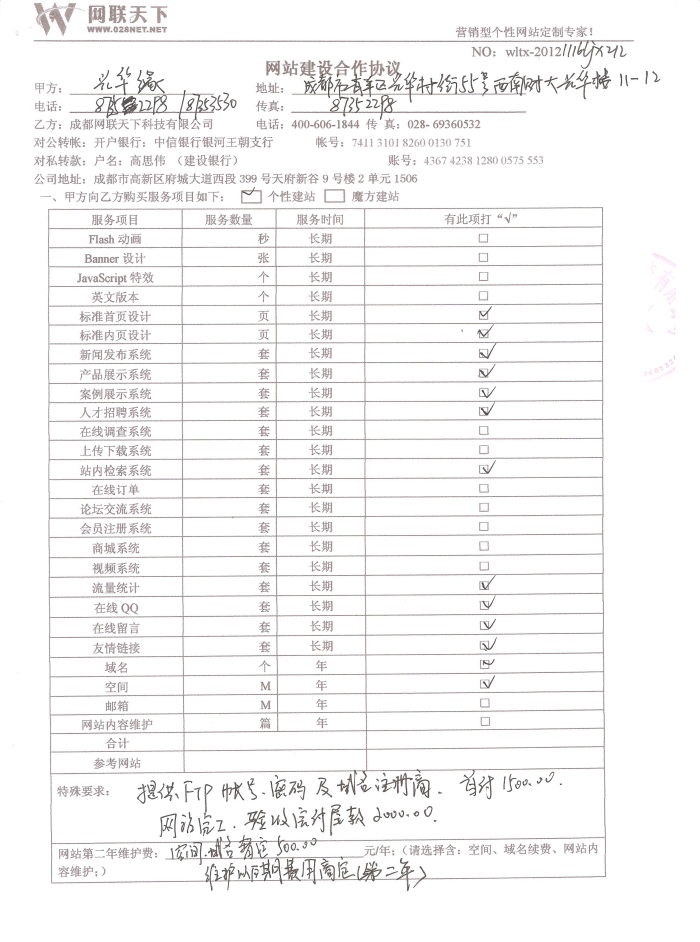 网联天下
WWW.028NET.NET
营销型个性网站定制专家！
NO: wltx-2012
网站建设合作协议
甲方：兴华缘 地址：成都市青羊区光华村街55号西南财大光华楼 11-12
电话：2298 /87353530 传真：87352298
乙方：成都网联天下科技有限公司 电话：400-606-1844 传 真：028- 69360532
对公转帐：开户银行：中信银行银河王朝支行 帐号：7411 3101 8260 0130 751
对私转款：户名：高思伟 （建设银行） 账号：4367 4238 1280 0575 553
公司地址：成都市高新区府城大道西段 399 号天府新谷 9 号楼 2 单元 1506
一、甲方向乙方购买服务项目如下： ☑ 个性建站 □ 魔方建站
服务项目 服务数量 服务时间 有此项打“√”
Flash 动画 秒 长期 □
Banner 设计 张 长期 □
JavaScript 特效 个 长期 □
英文版本 个 长期 □
标准首页设计 页 长期 ☑
标准内页设计 页 长期 ☑
新闻发布系统 套 长期 ☑
产品展示系统 套 长期 ☑
案例展示系统 套 长期 ☑
人才招聘系统 套 长期 ☑
在线调查系统 套 长期 □
上传下载系统 套 长期 □
站内检索系统 套 长期 ☑
在线订单 套 长期 □
论坛交流系统 套 长期 □
会员注册系统 套 长期 □
商城系统 套 长期 □
视频系统 套 长期 □
流量统计 套 长期 ☑
在线 QQ 套 长期 ☑
在线留言 套 长期 ☑
友情链接 套 长期 ☑
域名 个 年 ☑
空间 M 年 ☑
邮箱 M 年 □
网站内容维护 篇 年 □
合计
参考网站
特殊要求： 提供FTP帐号、密码及域名注册商、首付1500.00.
网站完工、验收完付尾款2000.00.
网站第二年维护费：空间.域名暂定500.00 元/年；（请选择含：空间、域名续费、网站内
容维护；） 维护以后期费用商定(第二年)